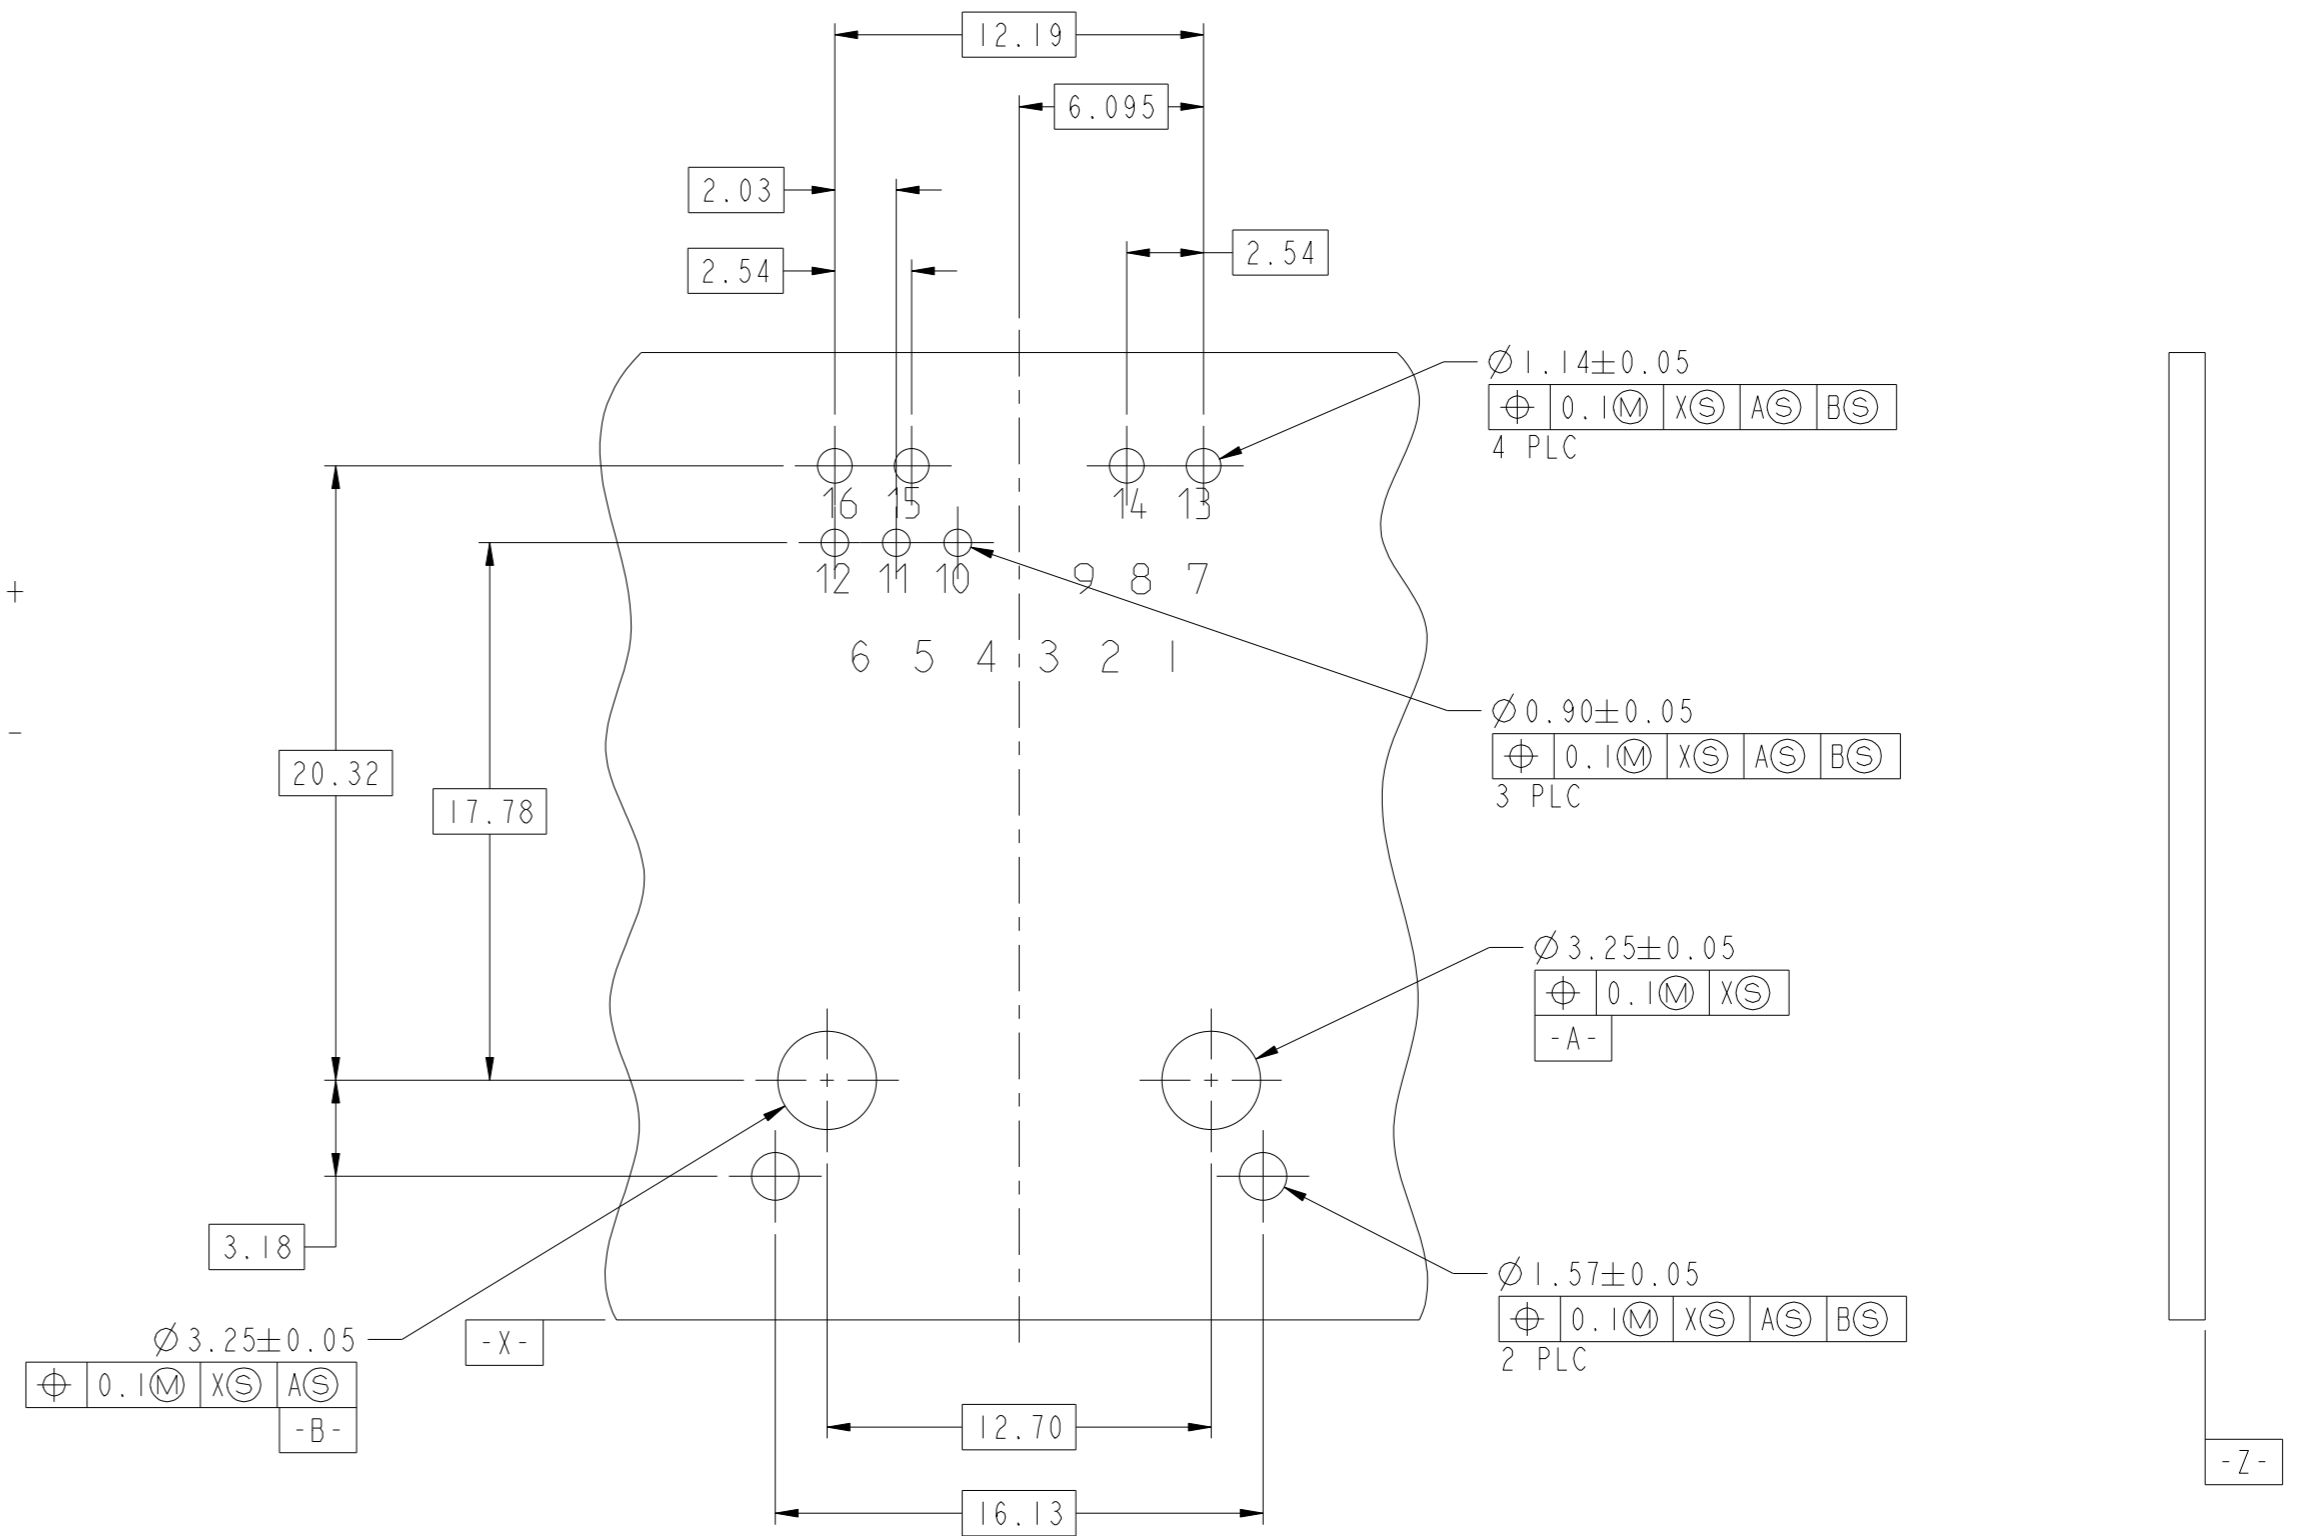 12.19
6.095
2.03
2.54
2.54
Ø1.14±0.05
⌖ 0.1Ⓜ XⓈ AⓈ BⓈ
4 PLC
16 15 14 13
12 11 10 9 8 7
+
6 5 4 3 2 1
Ø0.90±0.05
⌖ 0.1Ⓜ XⓈ AⓈ BⓈ
3 PLC
-
20.32
17.78
Ø3.25±0.05
⌖ 0.1Ⓜ XⓈ
-A-
3.18
Ø1.57±0.05
⌖ 0.1Ⓜ XⓈ AⓈ BⓈ
2 PLC
Ø3.25±0.05
⌖ 0.1Ⓜ XⓈ AⓈ
-B-
-X-
12.70
-Z-
16.13